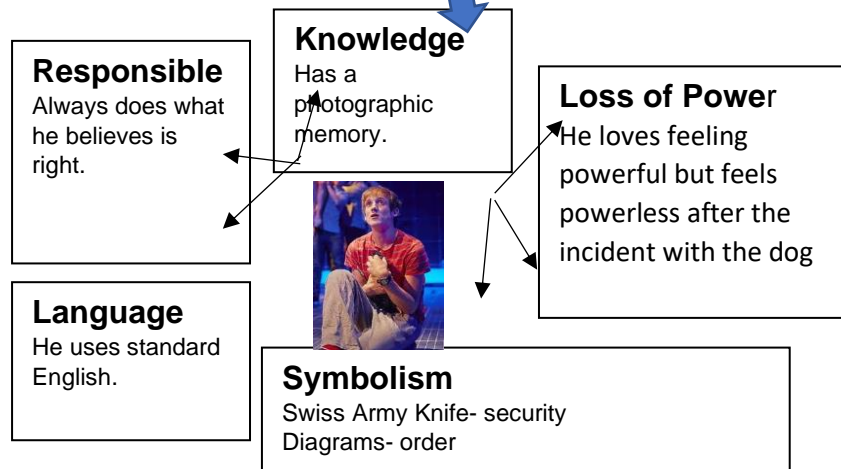 Knowledge
Has a
photographic
memory.
Responsible
Always does what
he believes is
right.
Loss of Power
He loves feeling
powerful but feels
powerless after the
incident with the dog
Language
He uses standard
English.
Symbolism
Swiss Army Knife- security
Diagrams- order